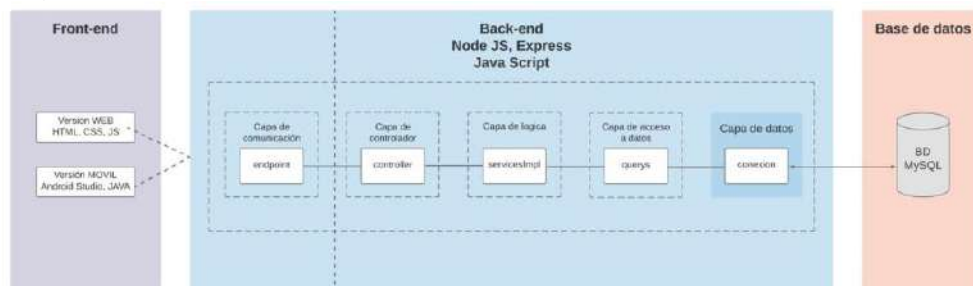 Front-end
Version WEB
HTML, CSS, JS
Versión MOVIL
Android Studio, JAVA
Back-end
Node JS, Express
Java Script
Capa de
comunicación
endpoint
Capa de
controlador
controller
Capa de logica
servicesImpl
Capa de acceso
a datos
querys
Capa de datos
conexion
Base de datos
BD
MySQL